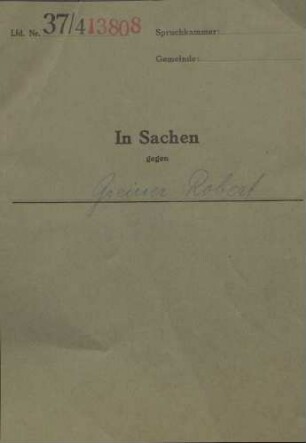 Lfd. Nr. 37/413808 Spruchkammer:
Gemeinde:
In Sachen
gegen
Greiner Robert